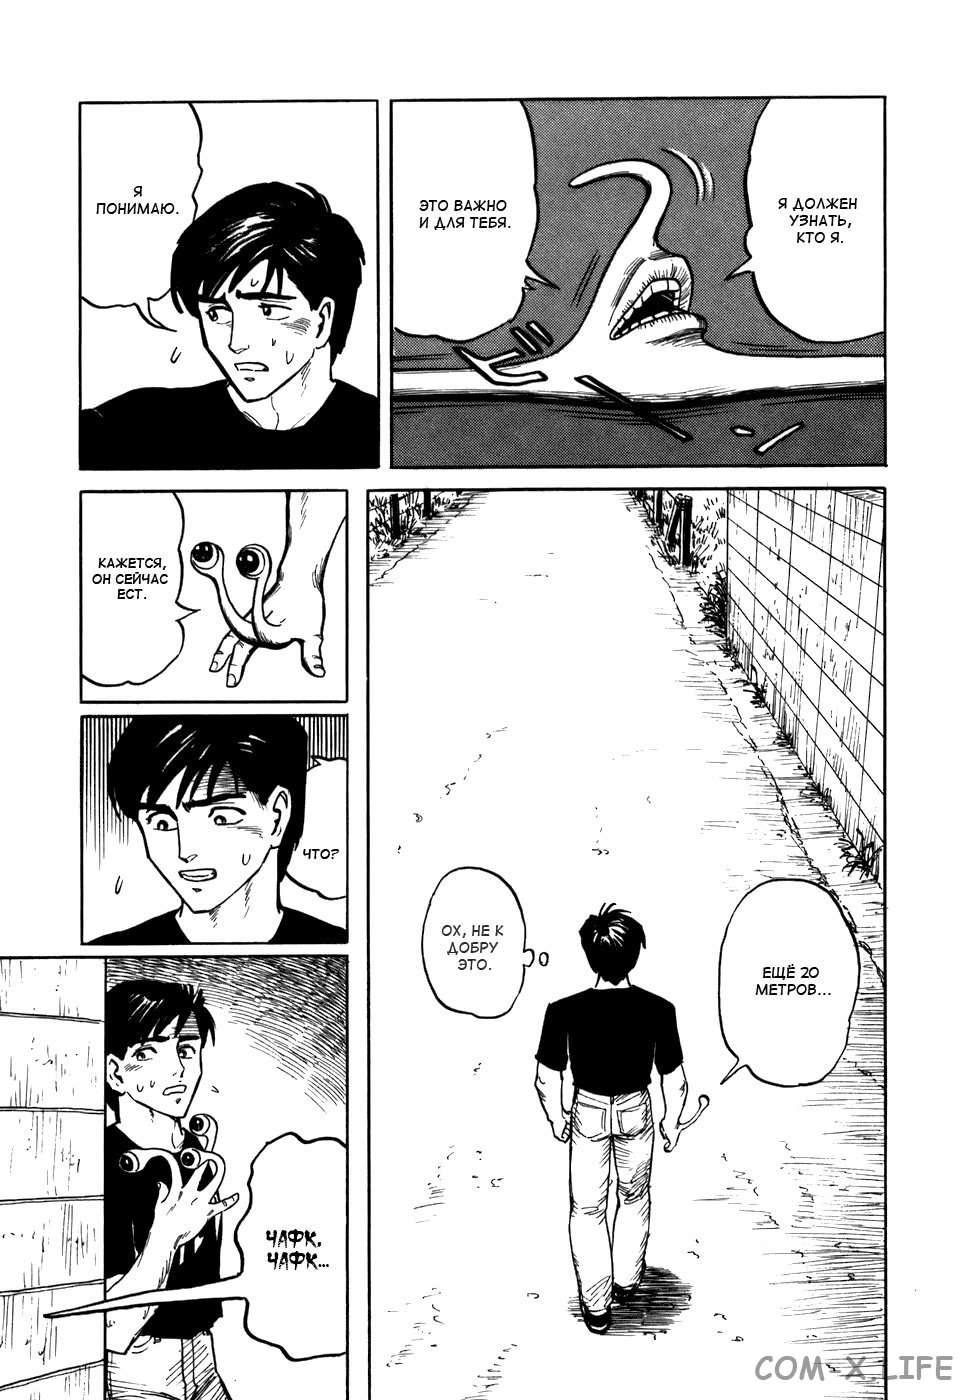 Я ДОЛЖЕН
УЗНАТЬ,
КТО Я.
ЭТО ВАЖНО
И ДЛЯ ТЕБЯ.
Я
ПОНИМАЮ.
ЕЩЁ 20
МЕТРОВ...
ОХ, НЕ К
ДОБРУ
ЭТО.
КАЖЕТСЯ,
ОН СЕЙЧАС
ЕСТ.
ЧТО?
ЧАФК,
ЧАФК...
COM-X.LIFE